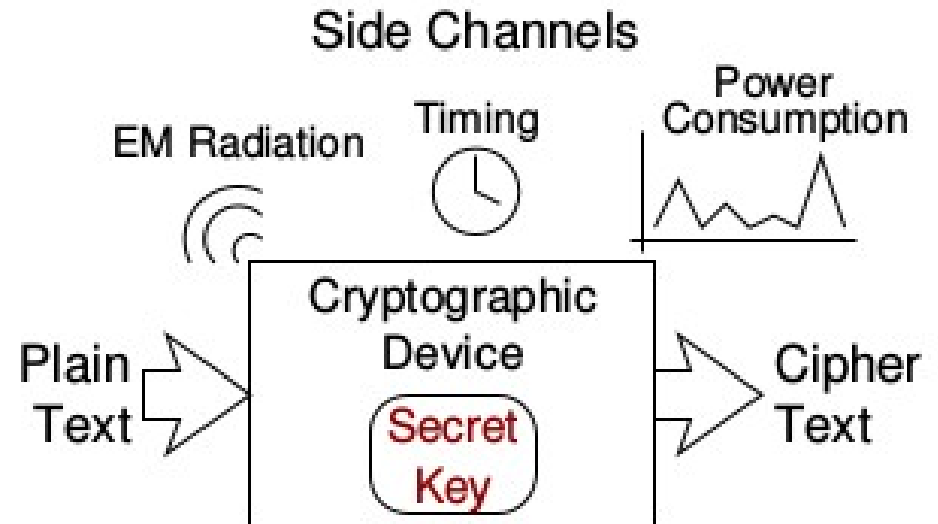 Side Channels
EM Radiation
Timing
Power
Consumption
Cryptographic
Device
Plain
Text
Secret
Key
Cipher
Text